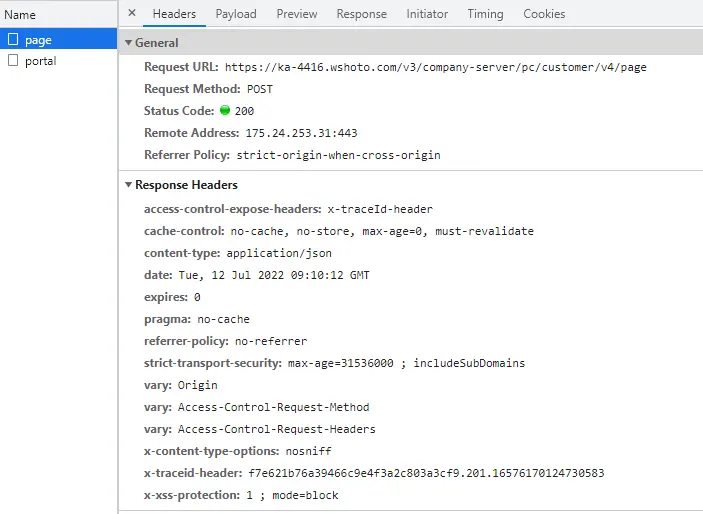 Name
× Headers Payload Preview Response Initiator Timing Cookies
page
portal
▼ General
Request URL: https://ka-4416.wshoto.com/v3/company-server/pc/customer/v4/page
Request Method: POST
Status Code: 200
Remote Address: 175.24.253.31:443
Referrer Policy: strict-origin-when-cross-origin
▼ Response Headers
access-control-expose-headers: x-traceId-header
cache-control: no-cache, no-store, max-age=0, must-revalidate
content-type: application/json
date: Tue, 12 Jul 2022 09:10:12 GMT
expires: 0
pragma: no-cache
referrer-policy: no-referrer
strict-transport-security: max-age=31536000 ; includeSubDomains
vary: Origin
vary: Access-Control-Request-Method
vary: Access-Control-Request-Headers
x-content-type-options: nosniff
x-traceid-header: f7e621b76a39466c9e4f3a2c803a3cf9.201.16576170124730583
x-xss-protection: 1 ; mode=block